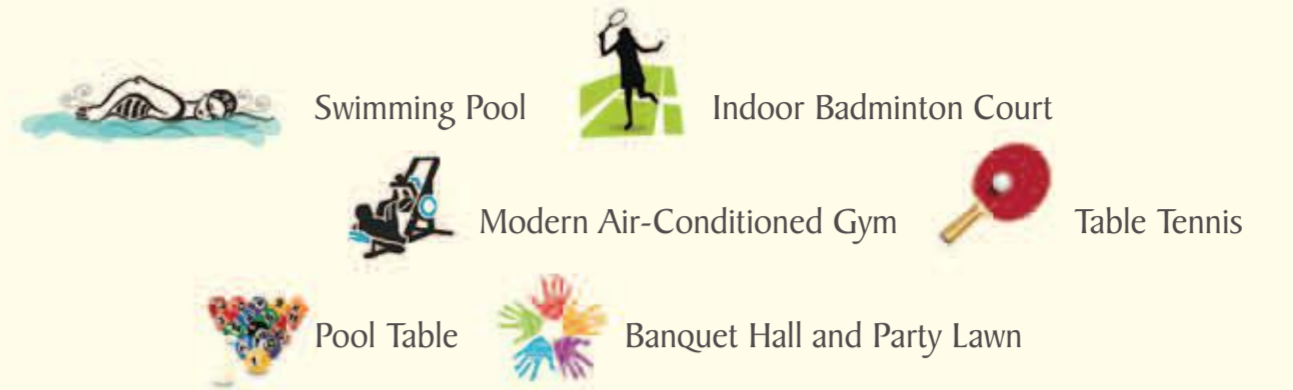 Swimming Pool
Indoor Badminton Court
Modern Air-Conditioned Gym
Table Tennis
Pool Table
Banquet Hall and Party Lawn